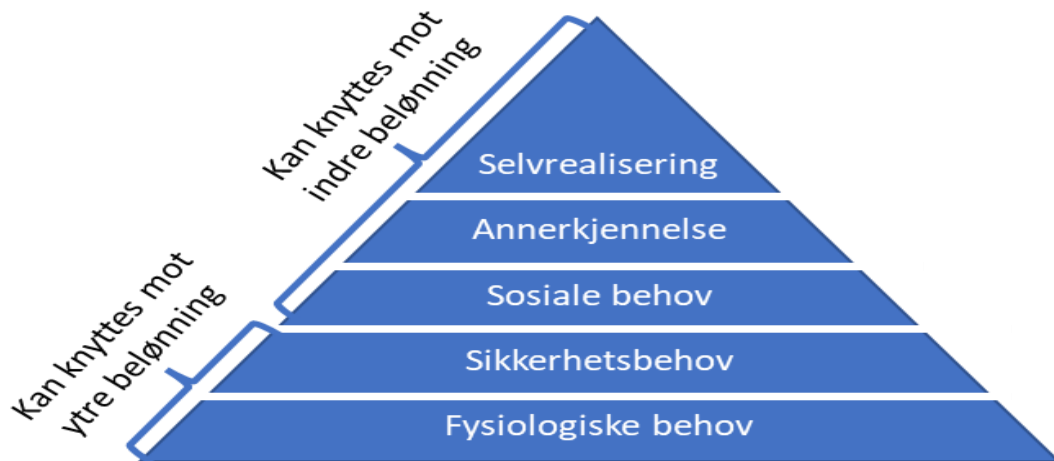 Kan knyttes mot
indre belønning
Selvrealisering
Annerkjennelse
Sosiale behov
Kan knyttes mot
ytre belønning
Sikkerhetsbehov
Fysiologiske behov